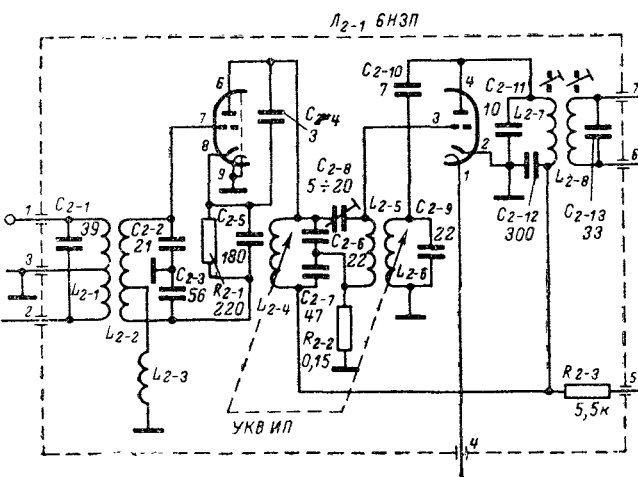 Л2-1 6Н3П
6
7
8
9
C2-4
3
C2-10
7
4
3
2
1
C2-11
10
L2-7
7
6
L2-8
C2-8
5÷20
L2-5
C2-12
300
C2-13
33
1
C2-1
39
3
L2-1
2
C2-2
21
C2-3
56
L2-2
L2-3
C2-5
180
R2-1
220
L2-4
C2-6
22
C2-7
47
R2-2
0,15
C2-9
22
L2-6
R2-3
5,5к
5
УКВ ИП
4